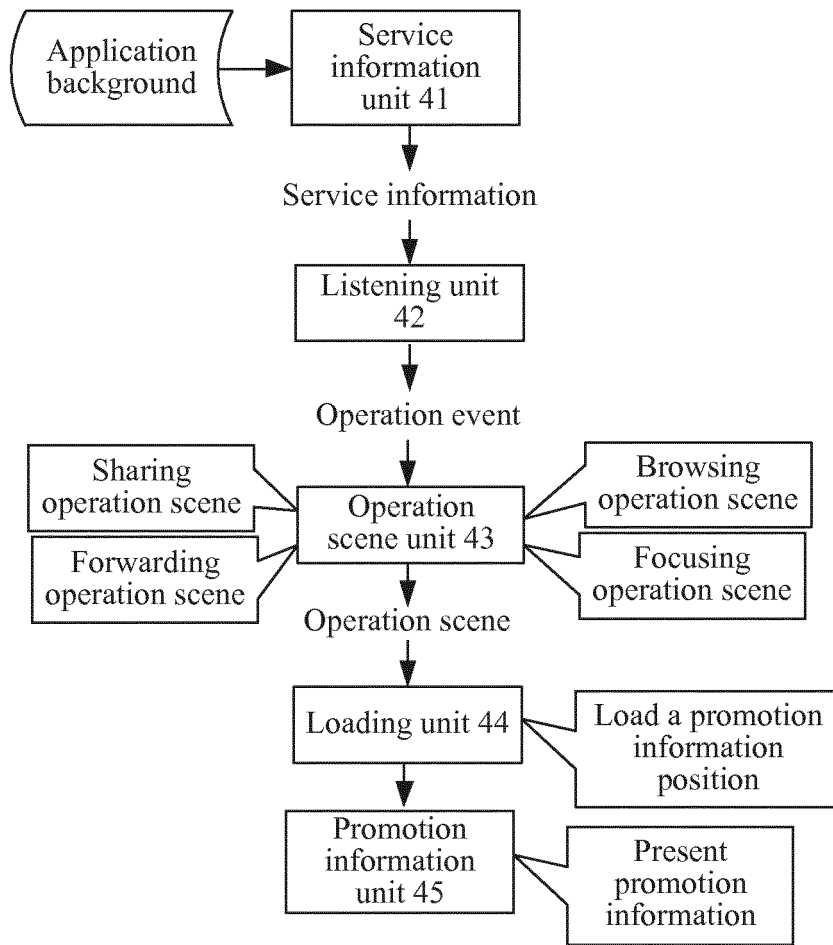 Application
background
Service
information
unit 41
Service information
Listening unit
42
Operation event
Sharing
operation scene
Browsing
operation scene
Operation
scene unit 43
Forwarding
operation scene
Focusing
operation scene
Operation scene
Loading unit 44
Load a promotion
information
position
Promotion
information
unit 45
Present
promotion
information